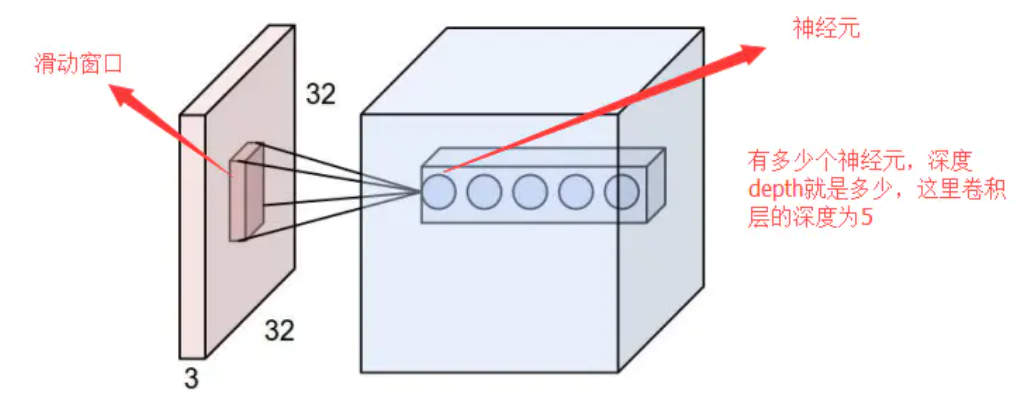 滑动窗口
32
32
3
神经元
有多少个神经元，深度
depth就是多少，这里卷积
层的深度为5